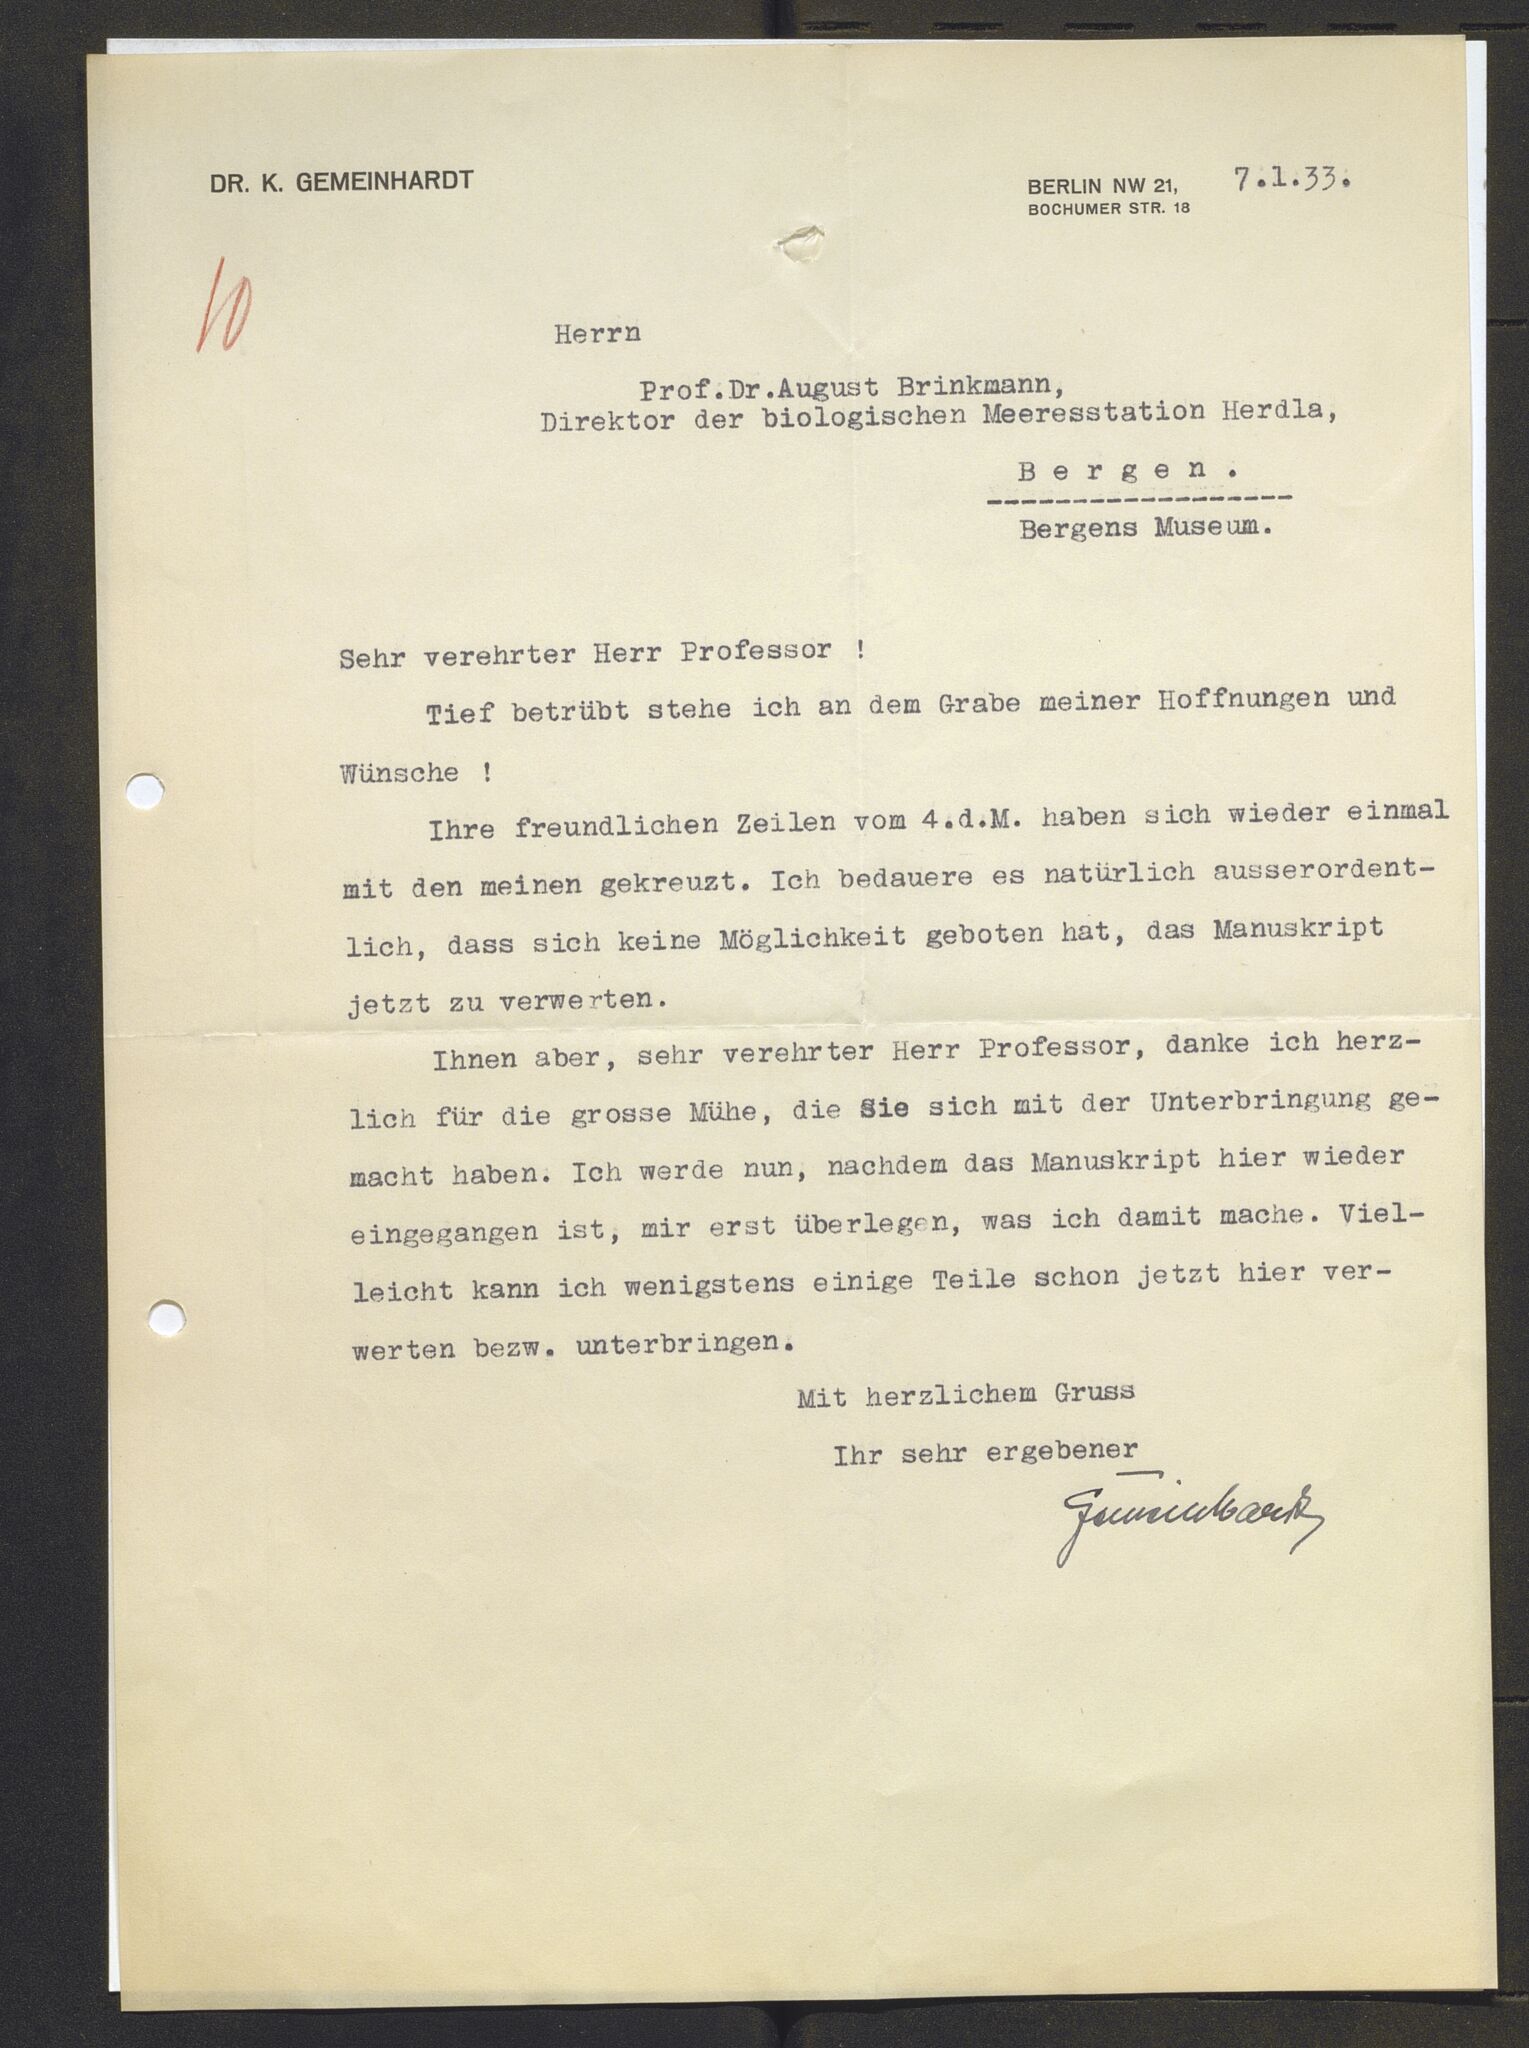 DR. K. GEMEINHARDT
BERLIN NW 21, 7.1.33.
BOCHUMER STR. 18
10
Herrn
Prof.Dr.August Brinkmann,
Direktor der biologischen Meeresstation Herdla,
B e r g e n .
------------------
Bergens Museum.
Sehr verehrter Herr Professor !
Tief betrübt stehe ich an dem Grabe meiner Hoffnungen und
Wünsche !
Ihre freundlichen Zeilen vom 4.d.M. haben sich wieder einmal
mit den meinen gekreuzt. Ich bedauere es natürlich ausserordent-
lich, dass sich keine Möglichkeit geboten hat, das Manuskript
jetzt zu verwerten.
Ihnen aber, sehr verehrter Herr Professor, danke ich herz-
lich für die grosse Mühe, die Sie sich mit der Unterbringung ge-
macht haben. Ich werde nun, nachdem das Manuskript hier wieder
eingegangen ist, mir erst überlegen, was ich damit mache. Viel-
leicht kann ich wenigstens einige Teile schon jetzt hier ver-
werten bezw. unterbringen.
Mit herzlichem Gruss
Ihr sehr ergebener
Gemeinhardt